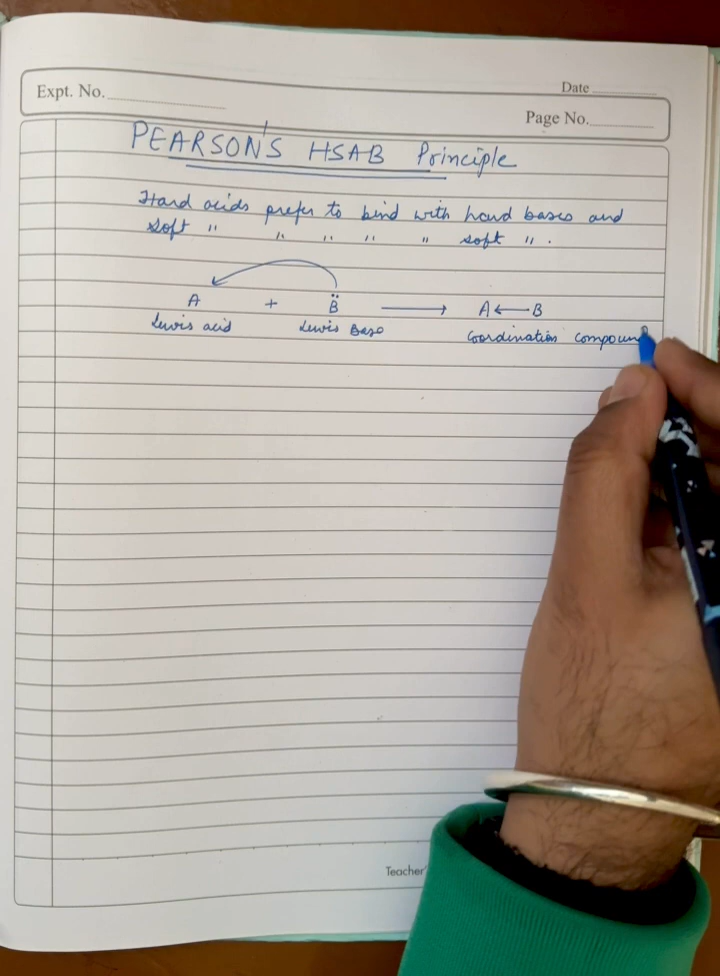 Expt. No.
Date
Page No.
PEARSON'S HSAB Principle
Hard acids prefer to bind with hard bases and
soft " " " " " soft " .
A + B̈ ⟶ A ⟵ B
Lewis acid Lewis Base Coordination compound
Teacher'